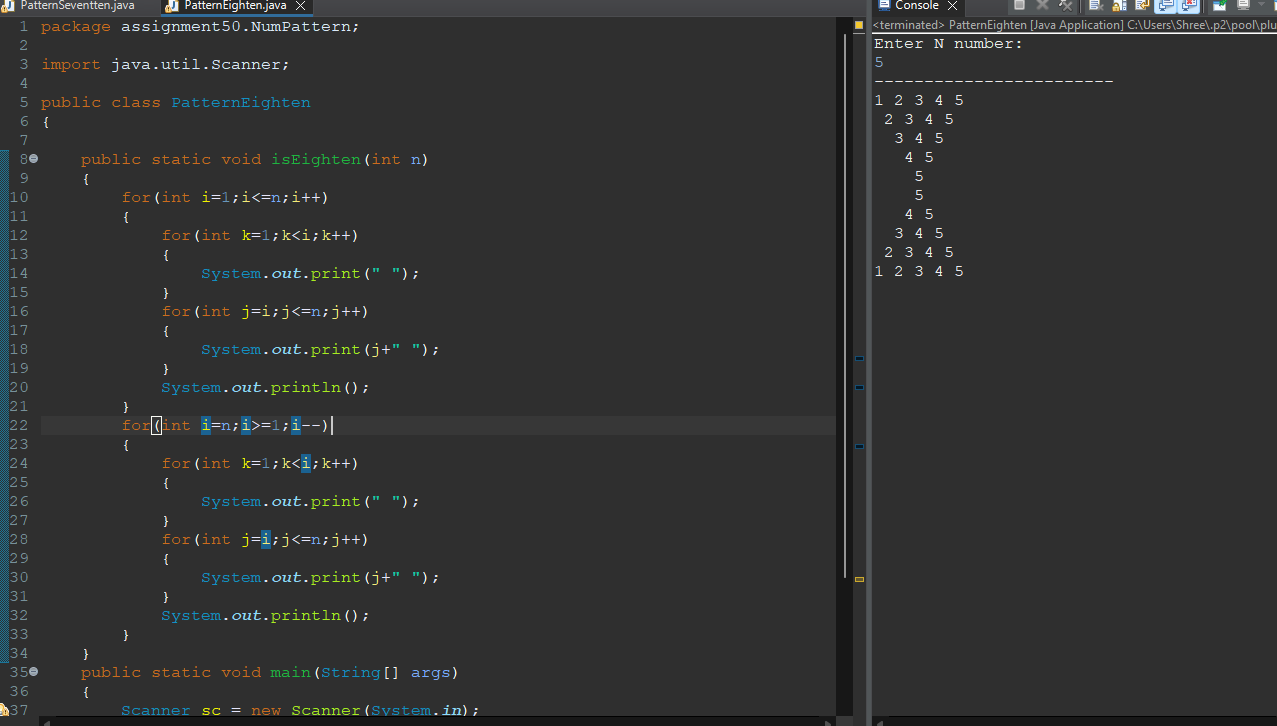 PatternSeventten.java PatternEighten.java
1 package assignment50.NumPattern;
2
3 import java.util.Scanner;
4
5 public class PatternEighten
6 {
7
8 public static void isEighten(int n)
9 {
10 for(int i=1;i<=n;i++)
11 {
12 for(int k=1;k<i;k++)
13 {
14 System.out.print(" ");
15 }
16 for(int j=i;j<=n;j++)
17 {
18 System.out.print(j+" ");
19 }
20 System.out.println();
21 }
22 for(int i=n;i>=1;i--)
23 {
24 for(int k=1;k<i;k++)
25 {
26 System.out.print(" ");
27 }
28 for(int j=i;j<=n;j++)
29 {
30 System.out.print(j+" ");
31 }
32 System.out.println();
33 }
34 }
35 public static void main(String[] args)
36 {
37 Scanner sc = new Scanner(System.in);
Console
<terminated> PatternEighten [Java Application] C:\Users\Shree\.p2\pool\plu
Enter N number:
5
------------------------
1 2 3 4 5
 2 3 4 5
  3 4 5
   4 5
    5
    5
   4 5
  3 4 5
 2 3 4 5
1 2 3 4 5